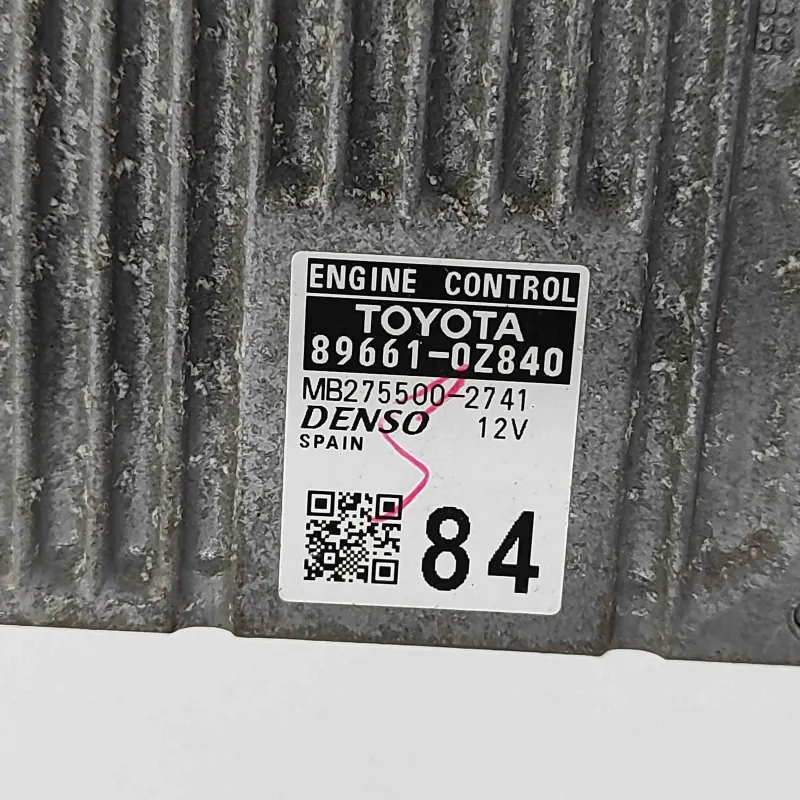 ENGINE CONTROL
TOYOTA
89661-0Z840
MB275500-2741
DENSO 12V
SPAIN
84